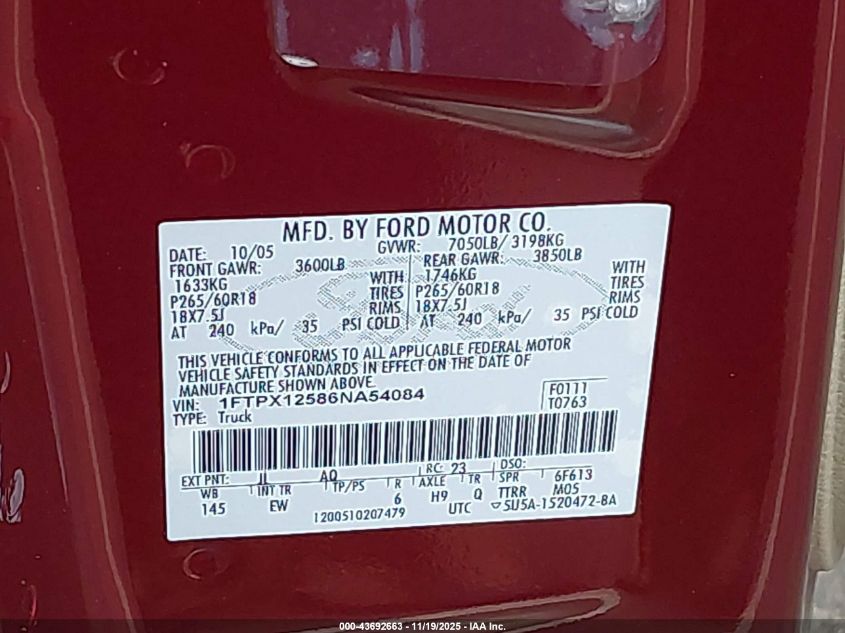 MFD. BY FORD MOTOR CO.
DATE: 10/05 GVWR: 7050LB/ 3198KG
FRONT GAWR: 3600LB REAR GAWR: 3850LB
1633KG WITH 1746KG WITH
P265/60R18 TIRES P265/60R18 TIRES
18X7.5J RIMS 18X7.5J RIMS
AT 240 kPa/ 35 PSI COLD AT 240 kPa/ 35 PSI COLD
THIS VEHICLE CONFORMS TO ALL APPLICABLE FEDERAL MOTOR
VEHICLE SAFETY STANDARDS IN EFFECT ON THE DATE OF
MANUFACTURE SHOWN ABOVE.
VIN: 1FTPX12586NA54084 F0111
TYPE: Truck T0763
EXT PNT: JL AQ RC: 23 DSO:
WB INT TR TP/PS R AXLE TR SPR 6F613
145 EW 6 H9 Q TTRR M05
1200510207479 UTC ▽5U5A-1520472-BA
000-43692663 - 11/19/2025 - IAA Inc.